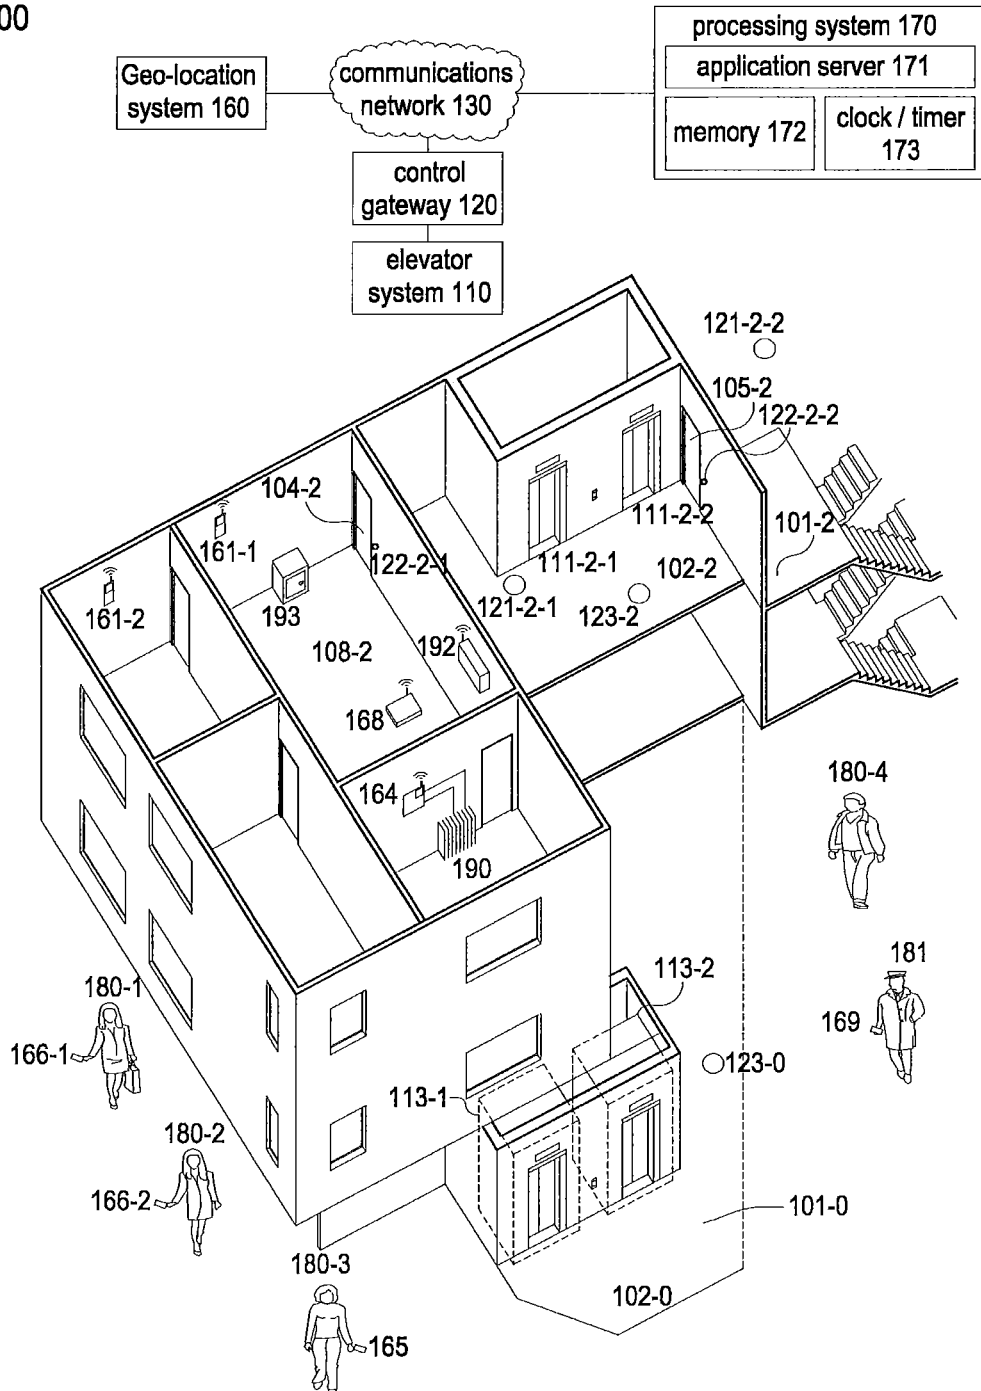 00
processing system 170
application server 171
memory 172
clock / timer
173
Geo-location
system 160
communications
network 130
control
gateway 120
elevator
system 110
121-2-2
105-2
122-2-2
104-2
161-1
122-2-1
111-2-2
101-2
161-2
193
111-2-1
102-2
121-2-1
123-2
108-2
192
168
164
190
180-4
113-2
181
180-1
169
166-1
123-0
113-1
180-2
166-2
101-0
180-3
102-0
165